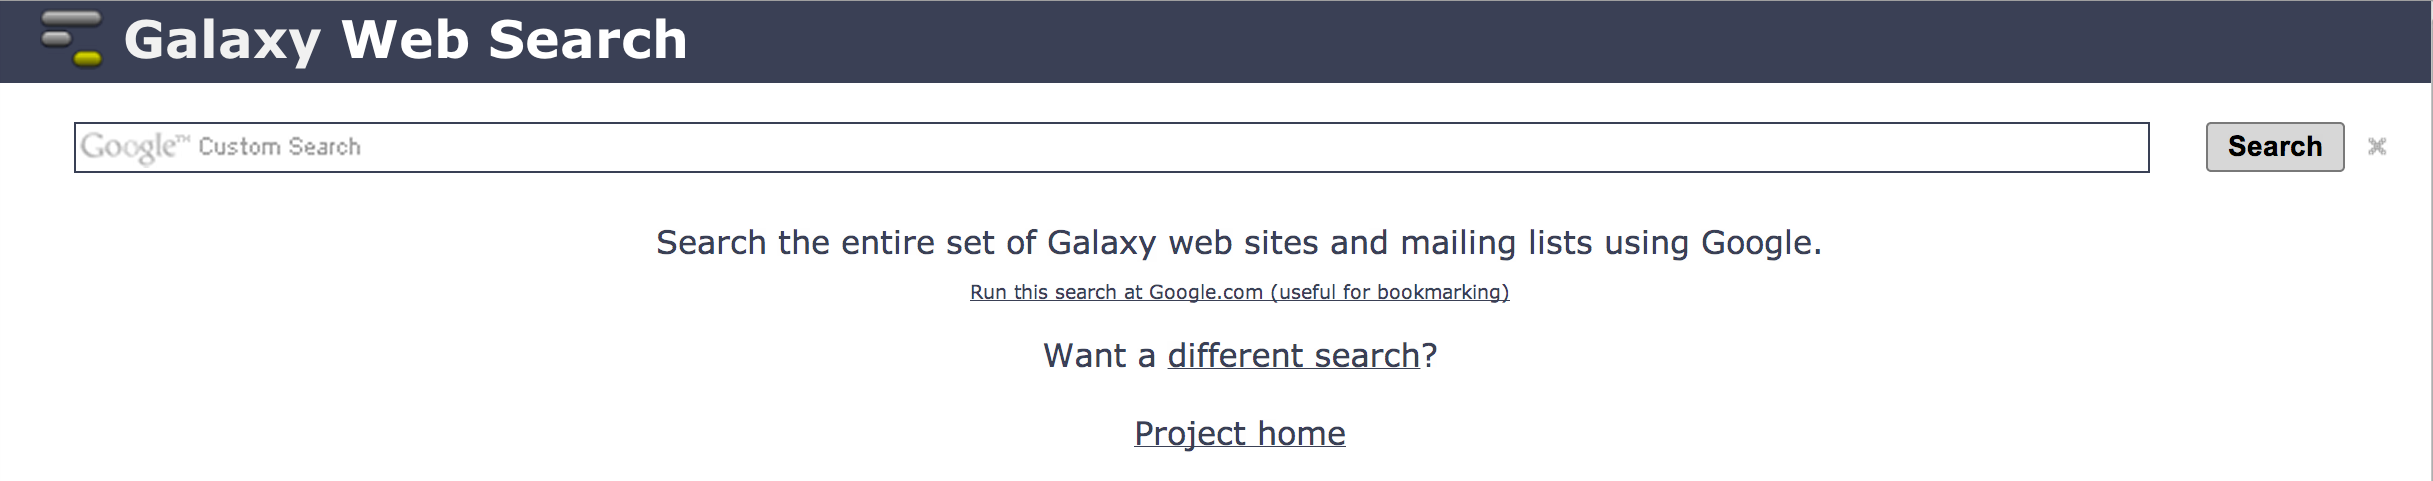 Galaxy Web Search
Google™ Custom Search
Search
Search the entire set of Galaxy web sites and mailing lists using Google.
Run this search at Google.com (useful for bookmarking)
Want a different search?
Project home